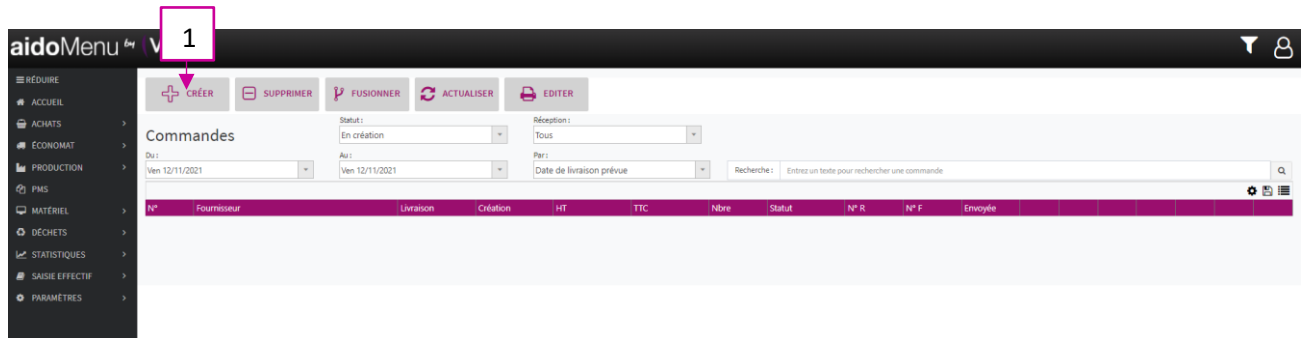 1
aidoMenu by V
RÉDUIRE
ACCUEIL
ACHATS
ÉCONOMAT
PRODUCTION
PMS
MATÉRIEL
DÉCHETS
STATISTIQUES
SAISIE EFFECTIF
PARAMÈTRES
CRÉER SUPPRIMER FUSIONNER ACTUALISER EDITER
Commandes
Statut :
En création
Réception :
Tous
Du :
Ven 12/11/2021
Au :
Ven 12/11/2021
Par :
Date de livraison prévue
Recherche : Entrez un texte pour rechercher une commande
N° Fournisseur Livraison Création HT TTC Nbre Statut N° R N° F Envoyée